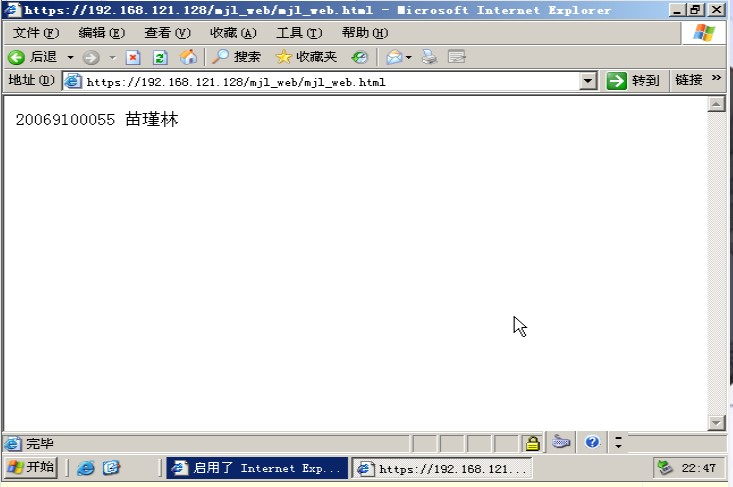 https://192.168.121.128/mjl_web/mjl_web.html - Microsoft Internet Explorer
文件(F) 编辑(E) 查看(V) 收藏(A) 工具(T) 帮助(H)
后退 搜索 收藏夹
地址(D) https://192.168.121.128/mjl_web/mjl_web.html 转到 链接 »
20069100055 苗瑾林
完毕
开始 启用了 Internet Exp... https://192.168.121... 22:47